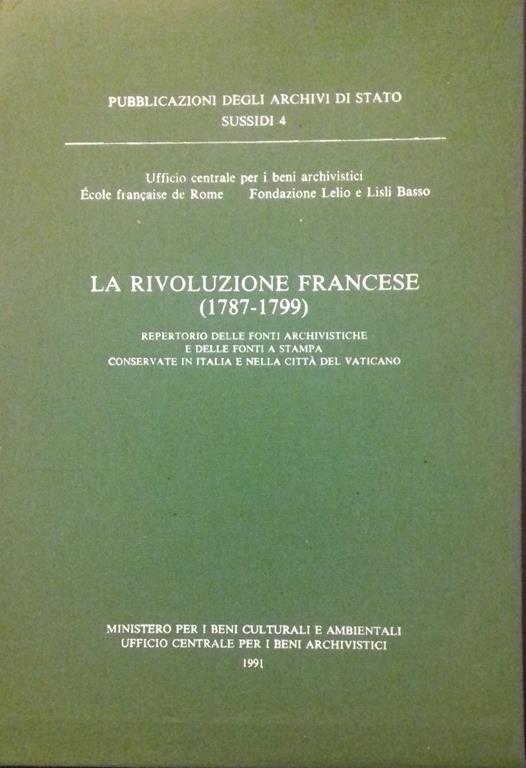 PUBBLICAZIONI DEGLI ARCHIVI DI STATO
SUSSIDI 4
Ufficio centrale per i beni archivistici
École française de Rome Fondazione Lelio e Lisli Basso
LA RIVOLUZIONE FRANCESE
(1787-1799)
REPERTORIO DELLE FONTI ARCHIVISTICHE
E DELLE FONTI A STAMPA
CONSERVATE IN ITALIA E NELLA CITTÀ DEL VATICANO
MINISTERO PER I BENI CULTURALI E AMBIENTALI
UFFICIO CENTRALE PER I BENI ARCHIVISTICI
1991